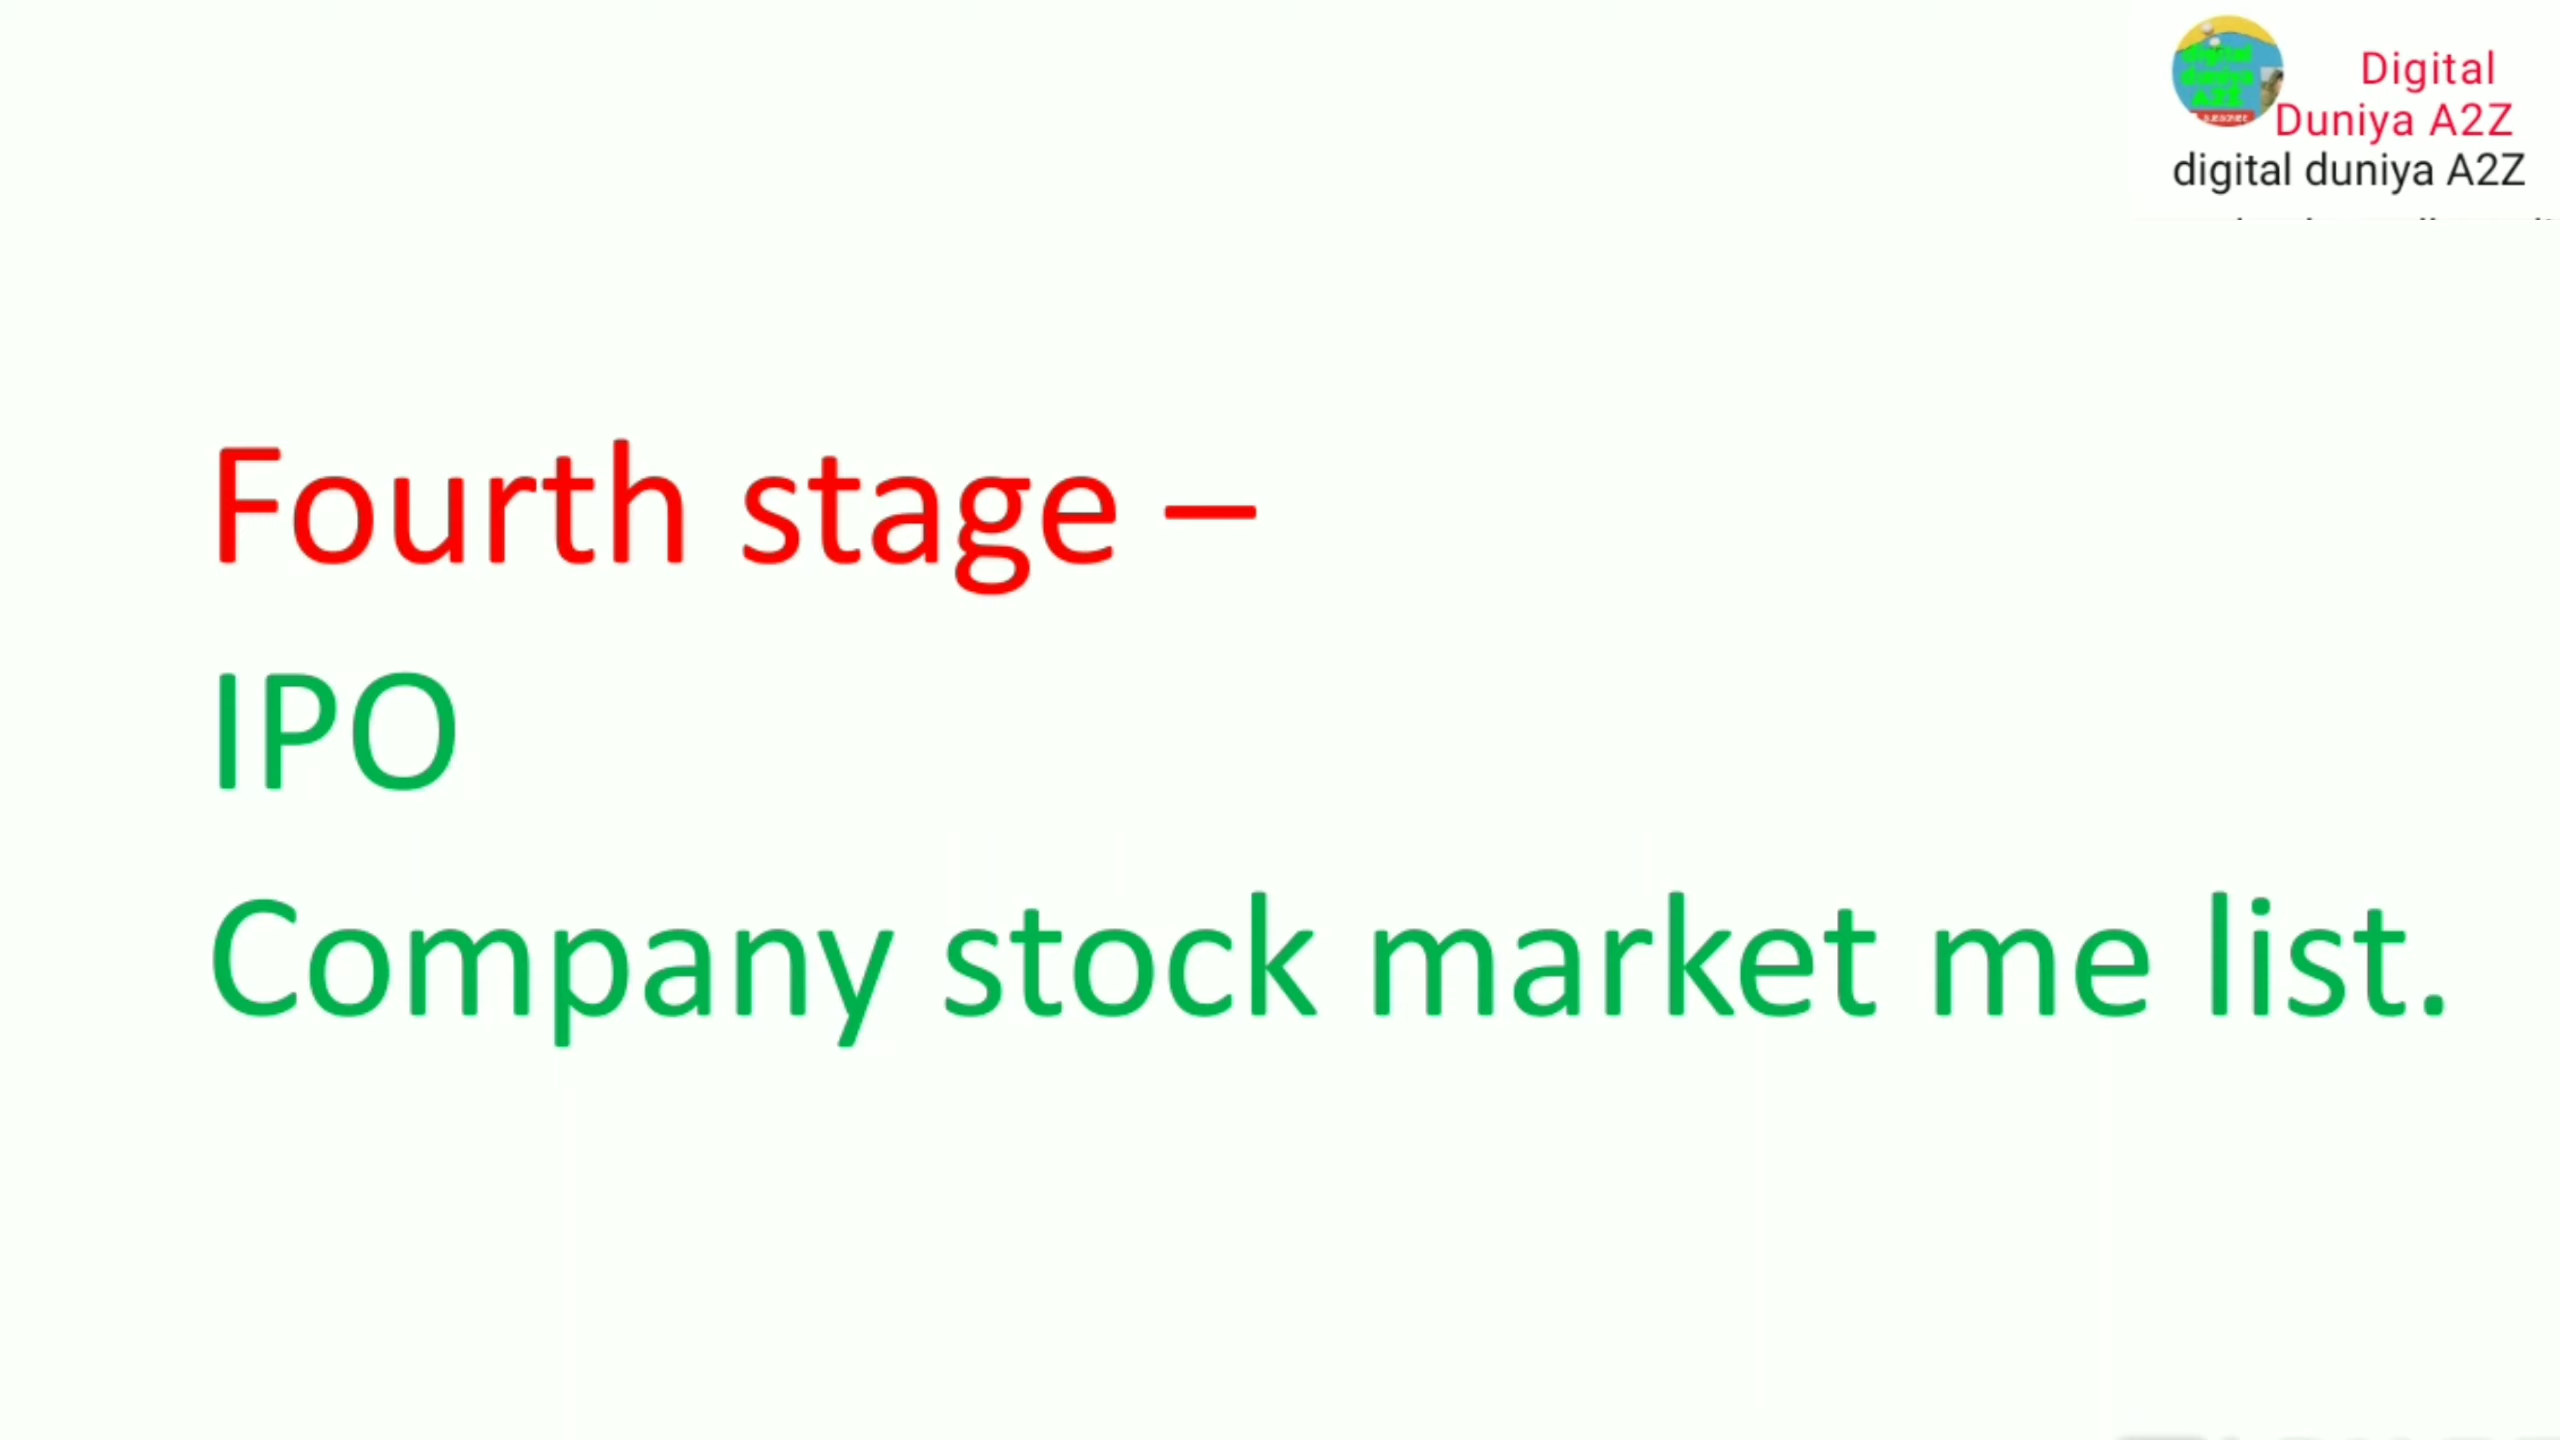 Digital
Duniya A2Z
digital duniya A2Z
Fourth stage –
IPO
Company stock market me list.